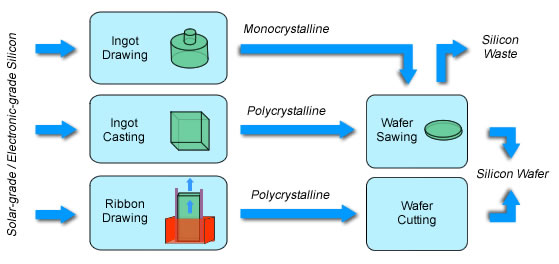 Solar-grade / Electronic-grade Silicon
Ingot
Drawing
Monocrystalline
Silicon
Waste
Ingot
Casting
Polycrystalline
Wafer
Sawing
Silicon Wafer
Ribbon
Drawing
Polycrystalline
Wafer
Cutting